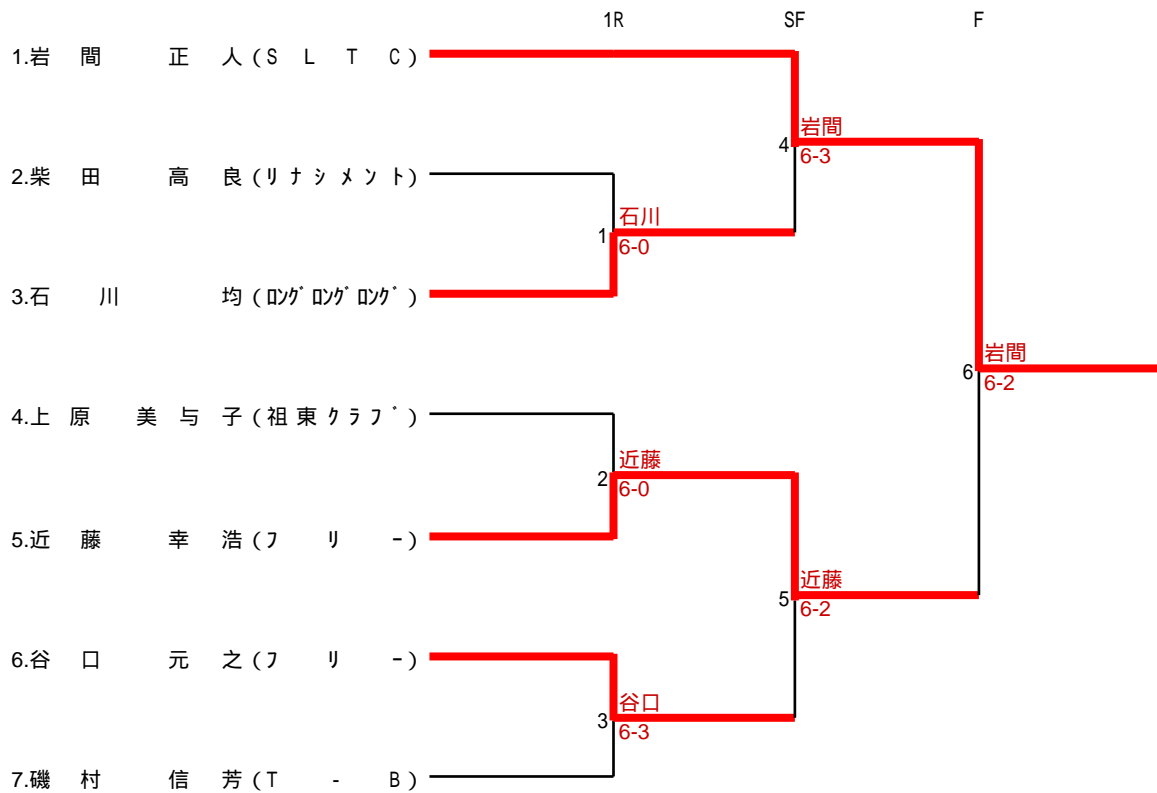 1R SF F
1.岩間 正人(SLTC)
岩間
4 6-3
2.柴田 高良(リナシメント)
石川
1 6-0
3.石川 均(ロングロングロング)
岩間
6 6-2
4.上原 美与子(祖東クラブ)
近藤
2 6-0
5.近藤 幸浩(フリー)
近藤
5 6-2
6.谷口 元之(フリー)
谷口
3 6-3
7.磯村 信芳(T-B)